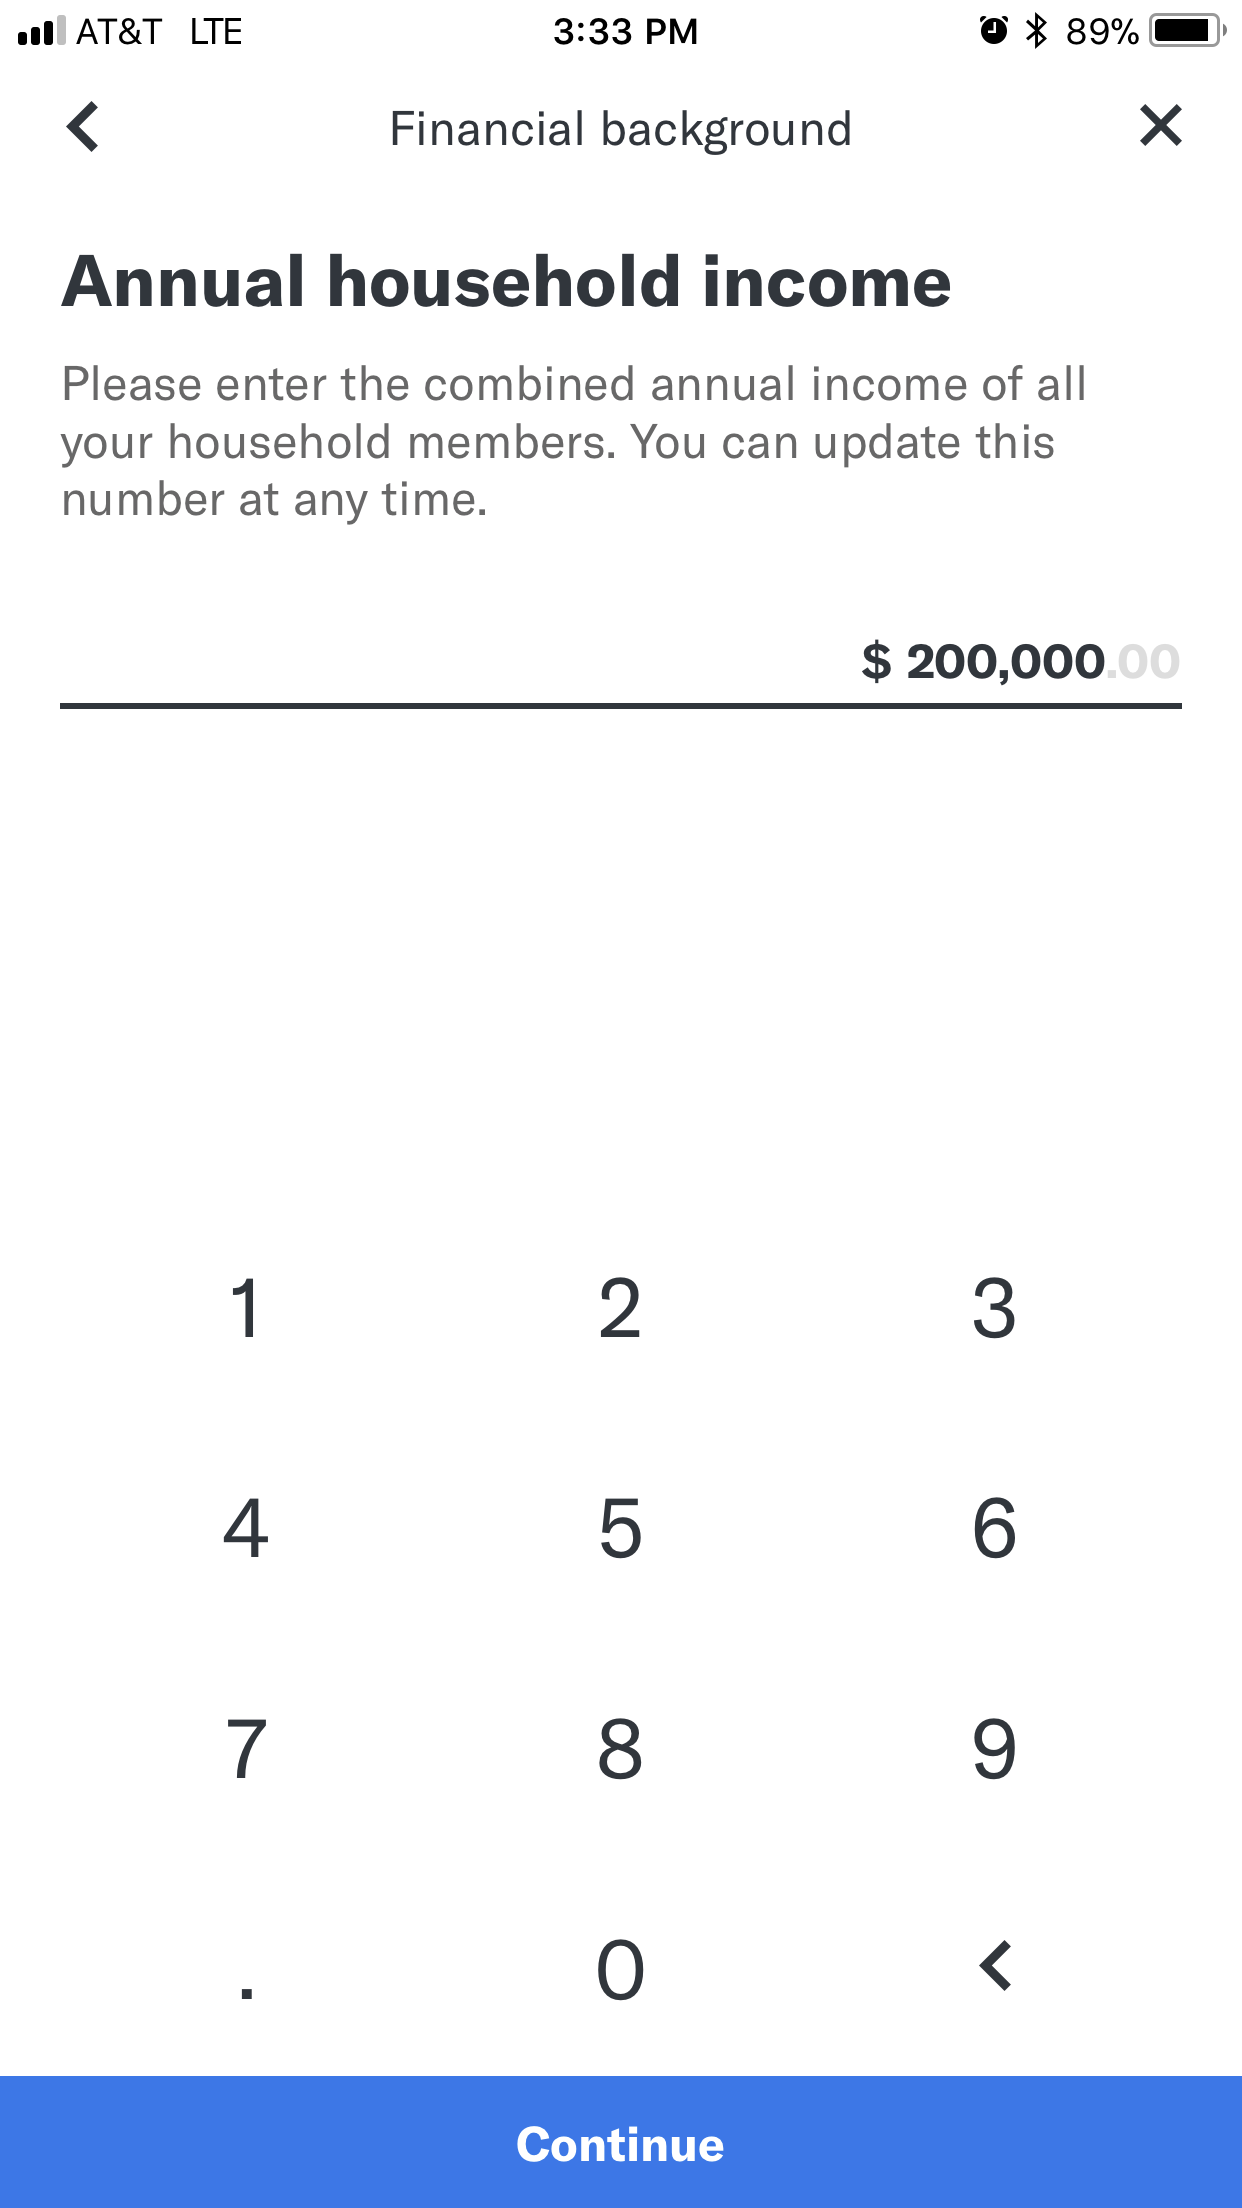 AT&T LTE 3:33 PM 89%
Financial background
Annual household income
Please enter the combined annual income of all
your household members. You can update this
number at any time.
$ 200,000.00
1 2 3
4 5 6
7 8 9
. 0
Continue